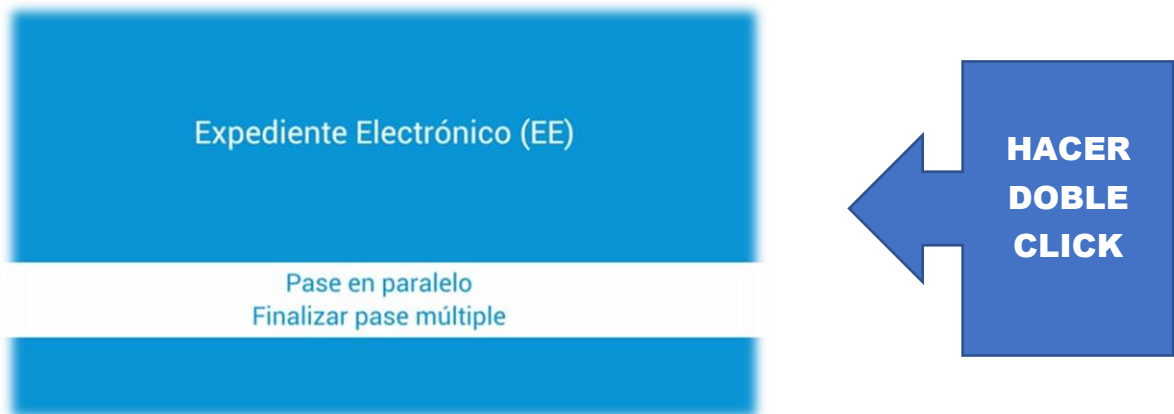 Expediente Electrónico (EE)
Pase en paralelo
Finalizar pase múltiple
HACER
DOBLE
CLICK